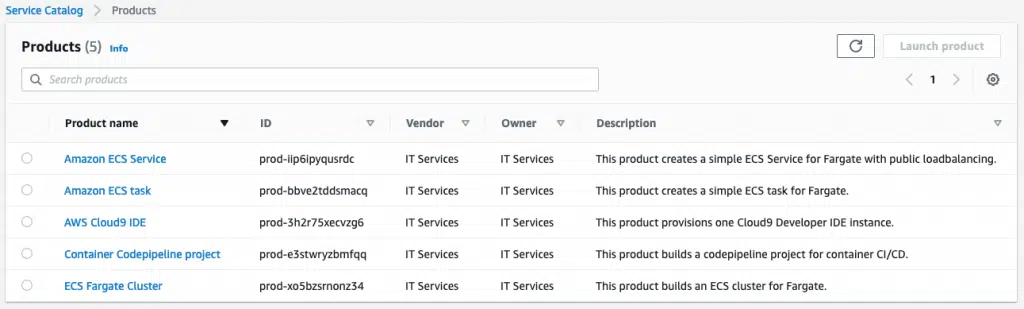 Service Catalog > Products
Products (5) Info Launch product
Search products 1
Product name ID Vendor Owner Description
Amazon ECS Service prod-iip6ipyqusrdc IT Services IT Services This product creates a simple ECS Service for Fargate with public loadbalancing.
Amazon ECS task prod-bbve2tddsmacq IT Services IT Services This product creates a simple ECS task for Fargate.
AWS Cloud9 IDE prod-3h2r75xecvzg6 IT Services IT Services This product provisions one Cloud9 Developer IDE instance.
Container Codepipeline project prod-e3stwryzbmfqq IT Services IT Services This product builds a codepipeline project for container CI/CD.
ECS Fargate Cluster prod-xo5bzsrnonz34 IT Services IT Services This product builds an ECS cluster for Fargate.